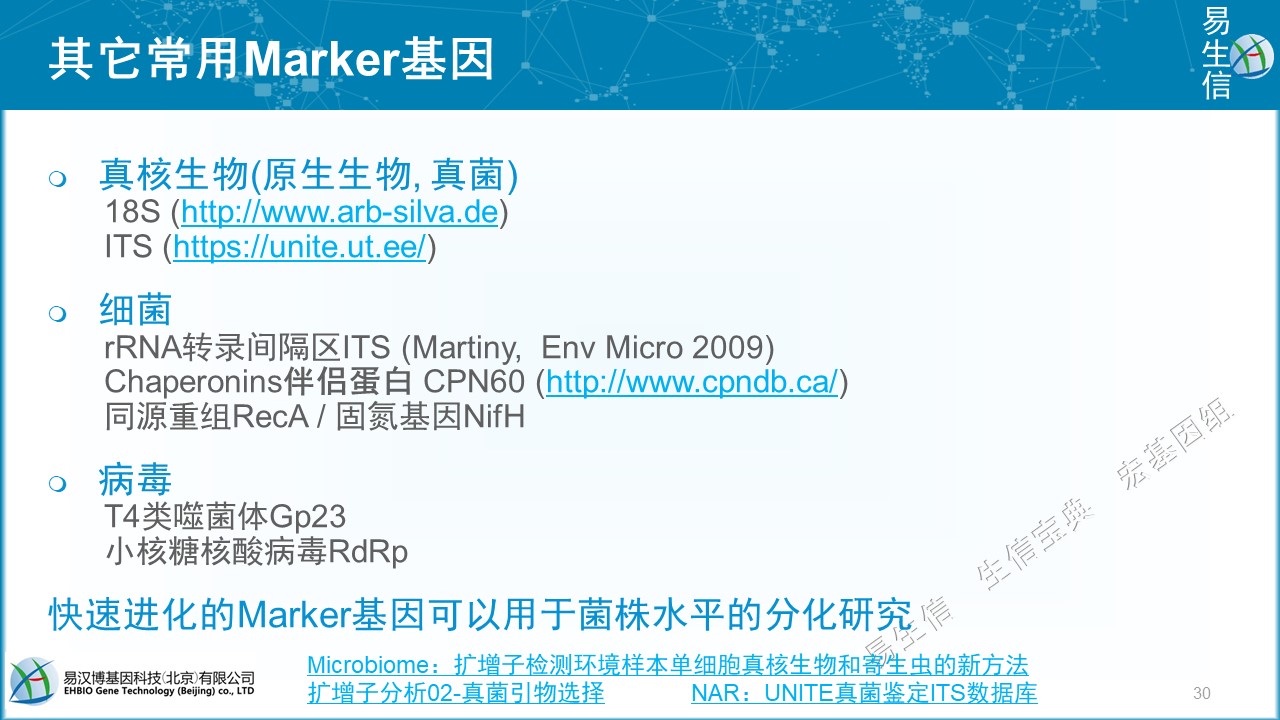 其它常用Marker基因
易生信
真核生物(原生生物, 真菌)
18S (http://www.arb-silva.de)
ITS (https://unite.ut.ee/)
细菌
rRNA转录间隔区ITS (Martiny, Env Micro 2009)
Chaperonins伴侣蛋白 CPN60 (http://www.cpndb.ca/)
同源重组RecA / 固氮基因NifH
病毒
T4类噬菌体Gp23
小核糖核酸病毒RdRp
快速进化的Marker基因可以用于菌株水平的分化研究
易生信 生信宝典 宏基因组
易汉博基因科技(北京)有限公司
EHBIO Gene Technology (Beijing) co., LTD
Microbiome：扩增子检测环境样本单细胞真核生物和寄生虫的新方法
扩增子分析02-真菌引物选择 NAR：UNITE真菌鉴定ITS数据库
30